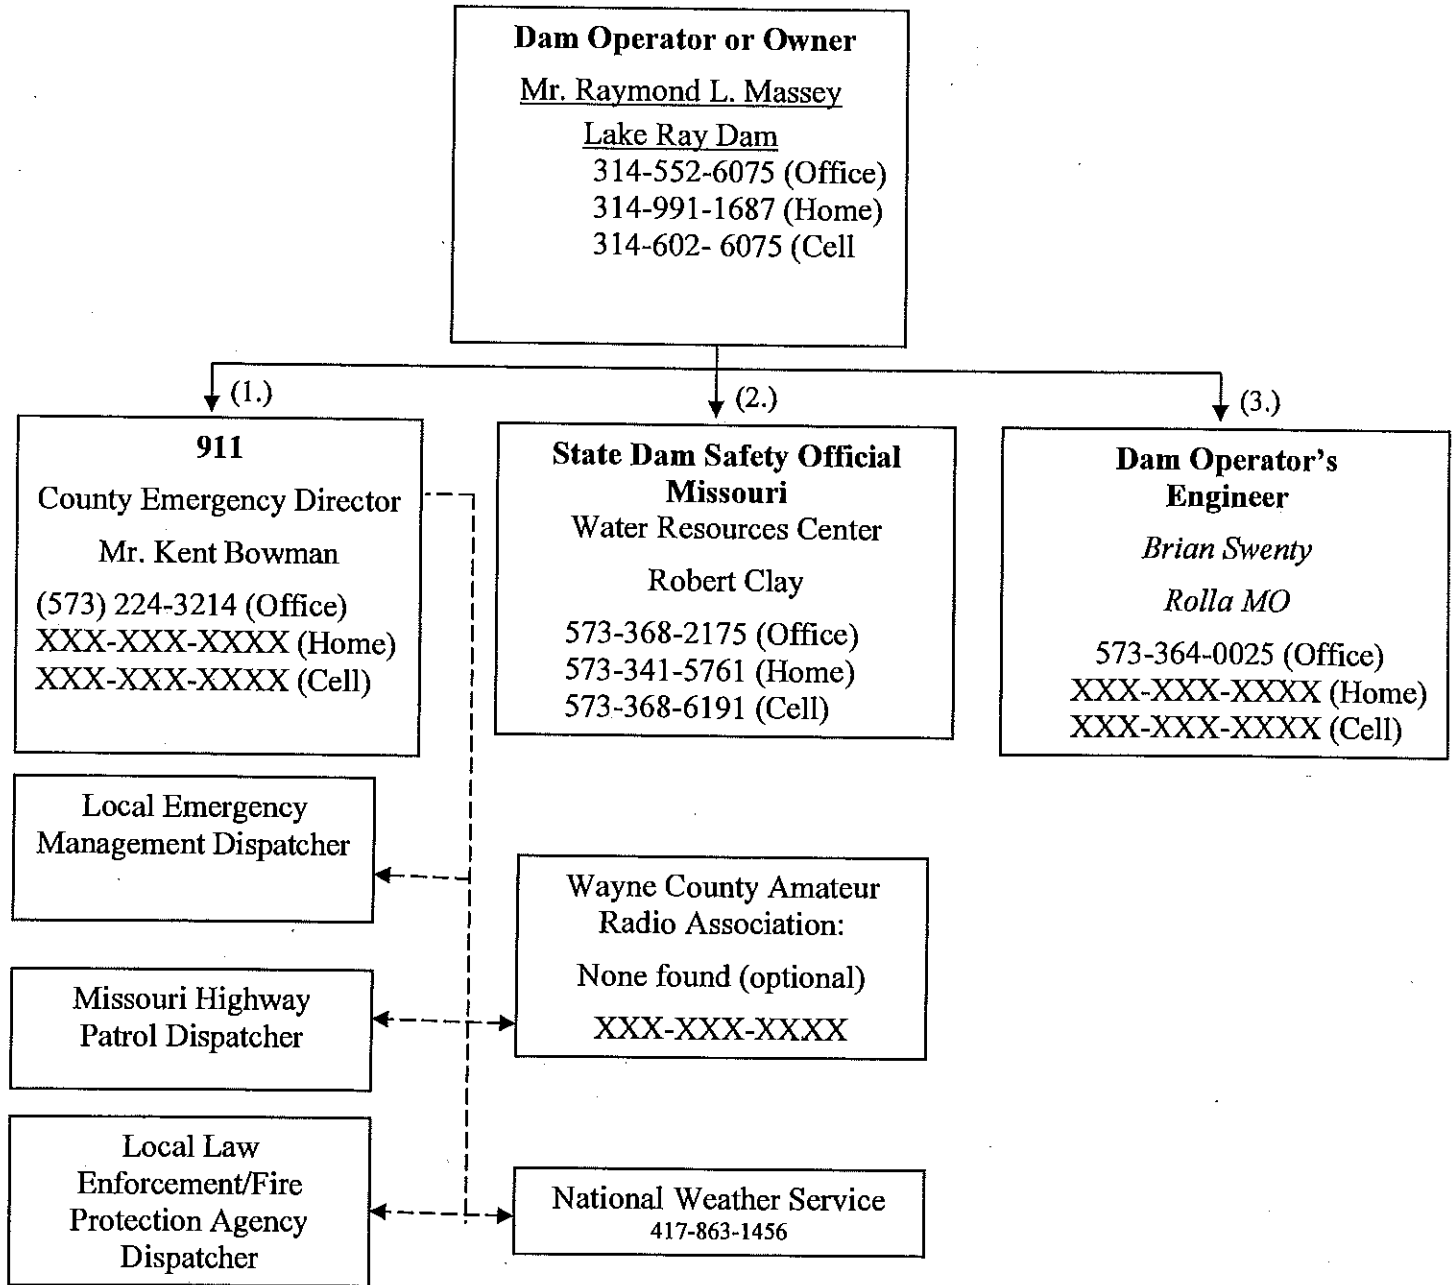 Dam Operator or Owner
Mr. Raymond L. Massey
Lake Ray Dam
314-552-6075 (Office)
314-991-1687 (Home)
314-602- 6075 (Cell
(1.)
(2.)
(3.)
911
County Emergency Director
Mr. Kent Bowman
(573) 224-3214 (Office)
XXX-XXX-XXXX (Home)
XXX-XXX-XXXX (Cell)
State Dam Safety Official
Missouri
Water Resources Center
Robert Clay
573-368-2175 (Office)
573-341-5761 (Home)
573-368-6191 (Cell)
Dam Operator’s
Engineer
Brian Swenty
Rolla MO
573-364-0025 (Office)
XXX-XXX-XXXX (Home)
XXX-XXX-XXXX (Cell)
Local Emergency
Management Dispatcher
Wayne County Amateur
Radio Association:
None found (optional)
XXX-XXX-XXXX
Missouri Highway
Patrol Dispatcher
Local Law
Enforcement/Fire
Protection Agency
Dispatcher
National Weather Service
417-863-1456